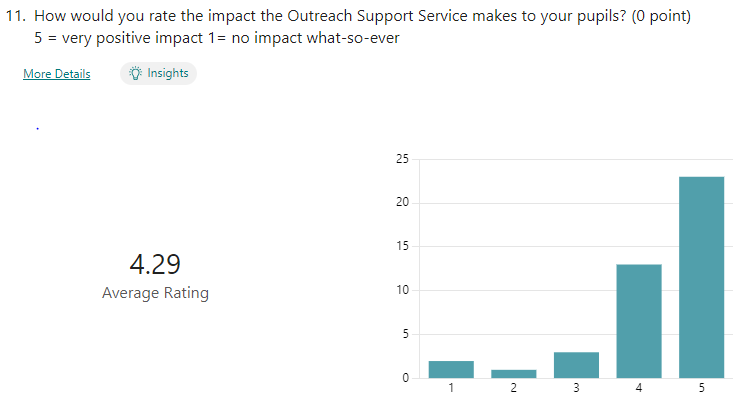 11. How would you rate the impact the Outreach Support Service makes to your pupils? (0 point)
5 = very positive impact 1= no impact what-so-ever
More Details
Insights
25
20
15
10
5
0
1 2 3 4 5
4.29
Average Rating